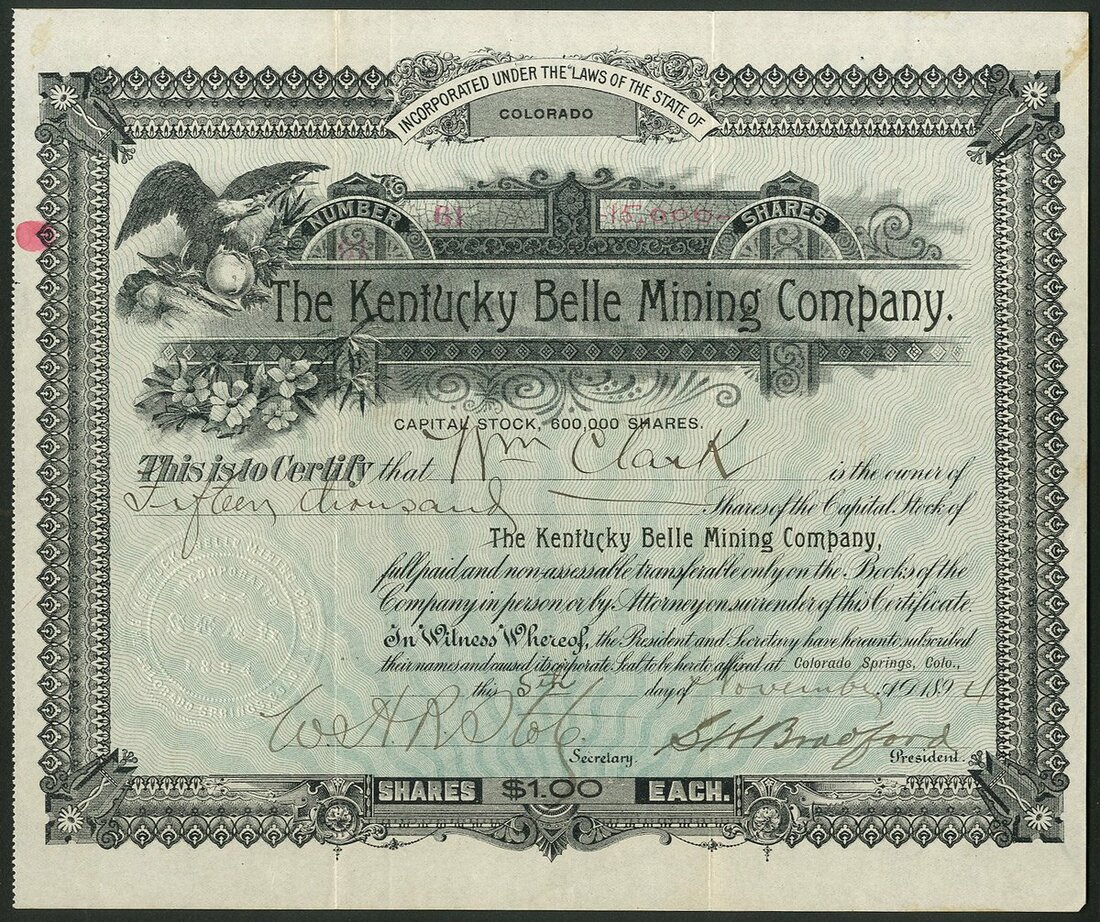 INCORPORATED UNDER THE LAWS OF THE STATE OF
COLORADO
NUMBER 61 15,000 SHARES
The Kentucky Belle Mining Company.
CAPITAL STOCK, 600,000 SHARES.
This is to Certify that Wm Clark is the owner of
Fifteen thousand Shares of the Capital Stock of
The Kentucky Belle Mining Company,
full paid and non-assessable transferable only on the Books of the
Company in person or by Attorney on surrender of this Certificate.
In Witness Whereof, the President and Secretary have hereunto subscribed
their names and caused its corporate Seal to be hereto affixed at Colorado Springs, Colo.,
this 5th day of November A.D. 1894
INCORPORATED
SEAL
1894
COLORADO SPRINGS
S H Bradford
Secretary. President.
SHARES $1.00 EACH.